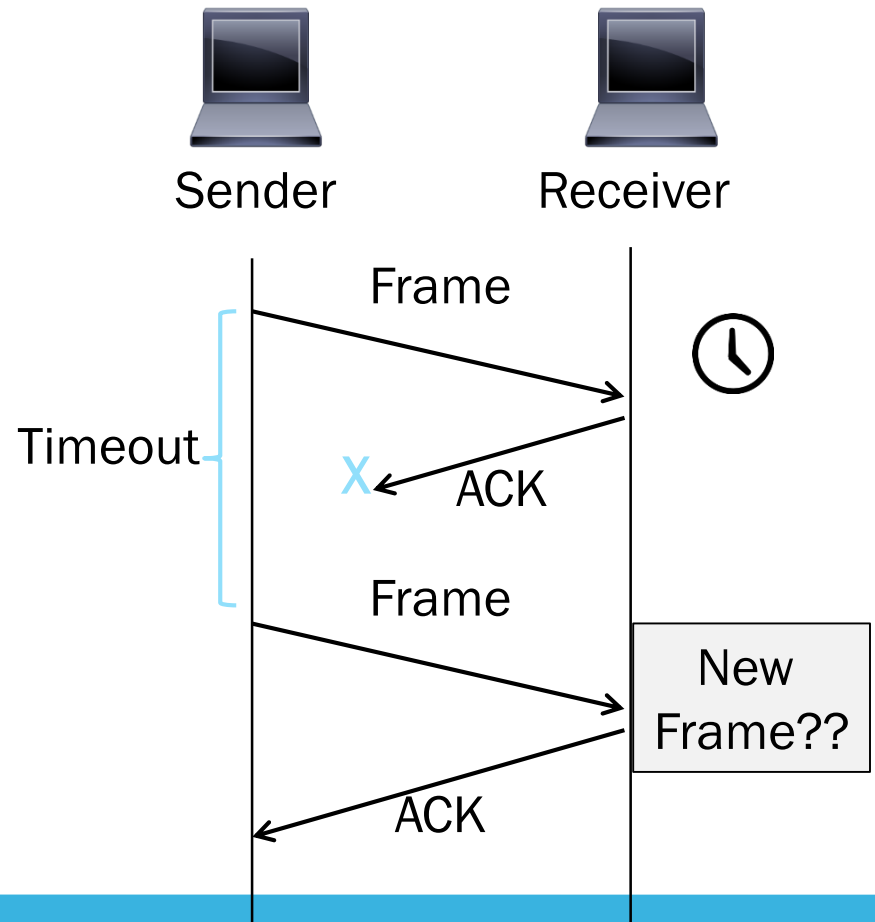 Sender
Receiver
Frame
Timeout
X
ACK
Frame
New
Frame??
ACK